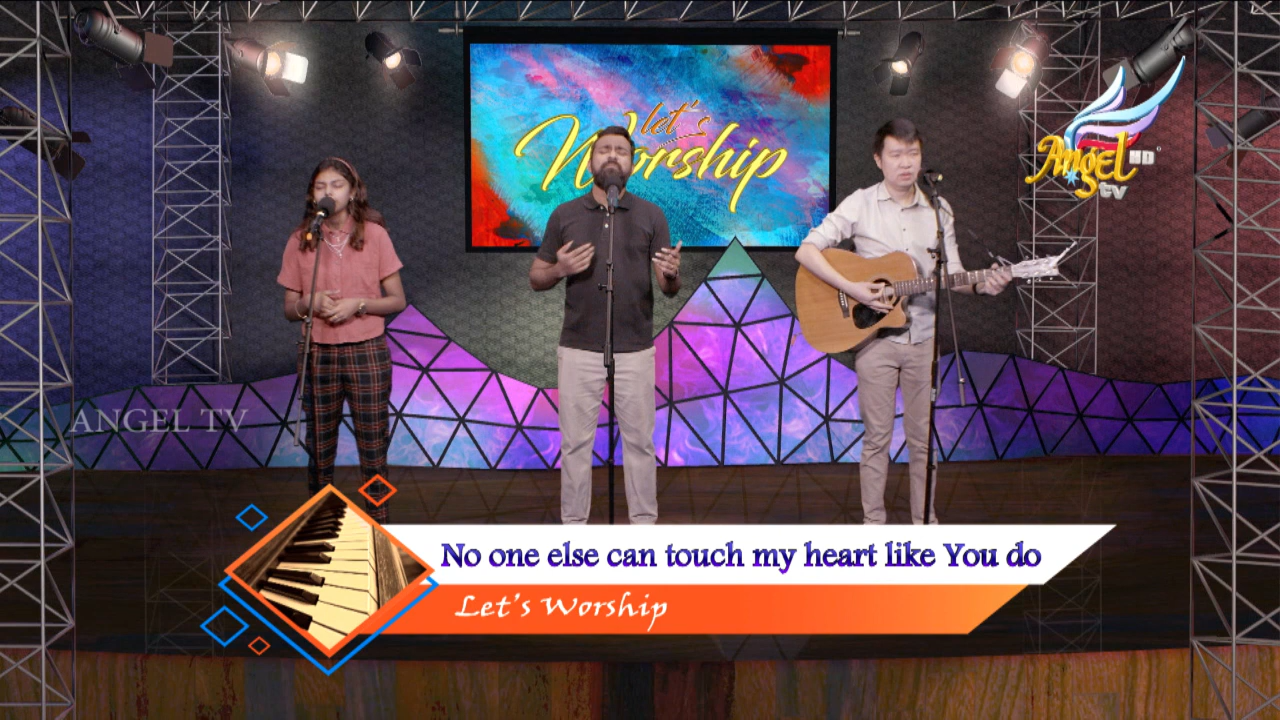 let's
Worship
Angel HD
tv
ANGEL TV
No one else can touch my heart like You do
Let's Worship